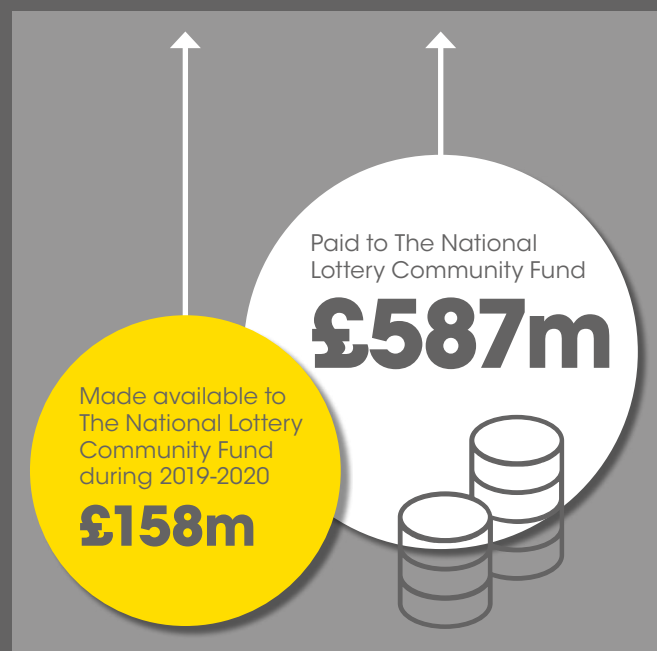 Paid to The National
Lottery Community Fund
£587m
Made available to
The National Lottery
Community Fund
during 2019-2020
£158m